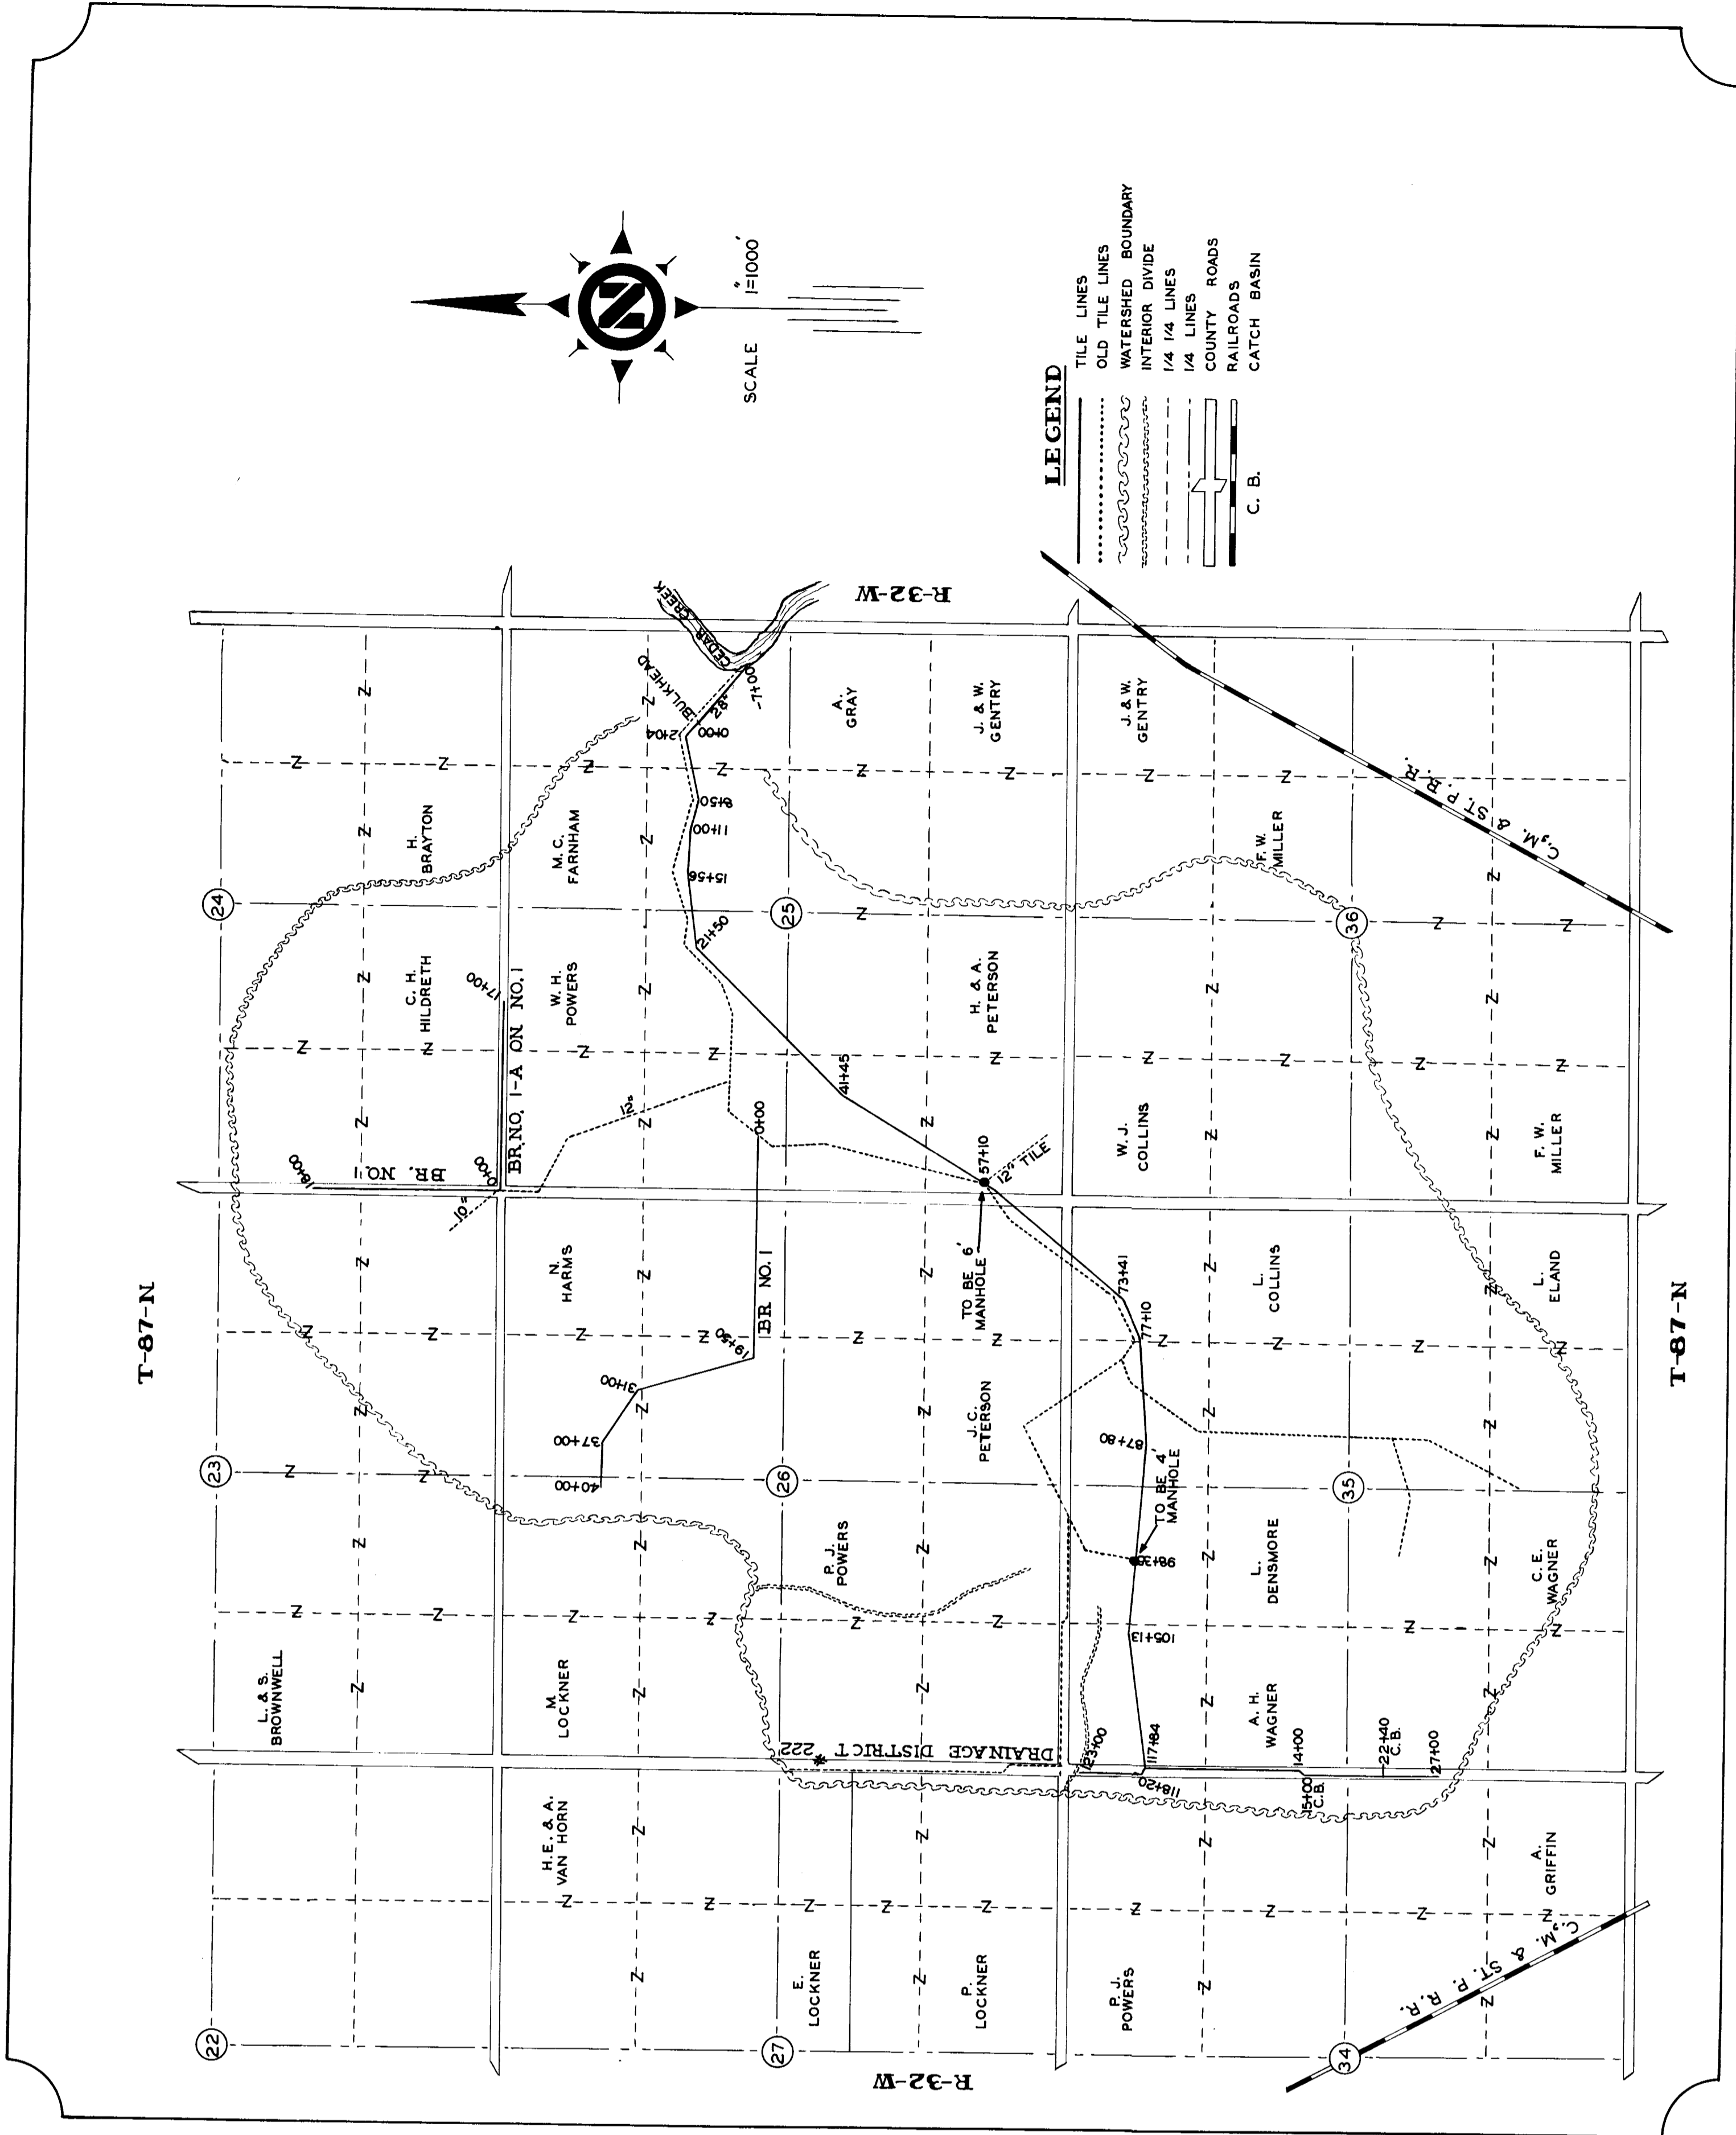 T-87-N
22
23
24
L. & S.
BROWNWELL
H.
BRAYTON
C. H.
HILDRETH
18+00
BR. NO. 1
10"
0+00
17+00
BR. NO. 1-A ON NO. 1
H. E. & A.
VAN HORN
M.
LOCKNER
N.
HARMS
W. H.
POWERS
M. C.
FARNHAM
12"
40+00
37+00
31+00
19+50
BR NO. 1
0+00
21+50
15+56
11+00
8+50
2+04
0+00
BULKHEAD
28"
-7+00
CEDAR CREEK
27
26
25
R-32-W
R-32-W
E.
LOCKNER
P. J.
POWERS
A.
GRAY
41+45
DRAINAGE DISTRICT #222
P.
LOCKNER
J. C.
PETERSON
TO BE 6'
MANHOLE
57+10
12" TILE
H. & A.
PETERSON
J. & W.
GENTRY
P. J.
POWERS
123+00
118+20
117+84
105+13
98+38
TO BE 4'
MANHOLE
87+80
77+10
73+41
W. J.
COLLINS
J. & W.
GENTRY
A. H.
WAGNER
L.
DENSMORE
L.
COLLINS
F. W.
MILLER
14+00
15+00
C.B.
22+40
C.B.
27+00
34
35
36
A.
GRIFFIN
C. E.
WAGNER
L.
ELAND
F. W.
MILLER
C., M. & ST. P. R. R.
C., M. & ST. P. R. R.
T-87-N
N
SCALE 1"=1000'
LEGEND
TILE LINES
OLD TILE LINES
WATERSHED BOUNDARY
INTERIOR DIVIDE
1/4 1/4 LINES
1/4 LINES
COUNTY ROADS
RAILROADS
C. B. CATCH BASIN